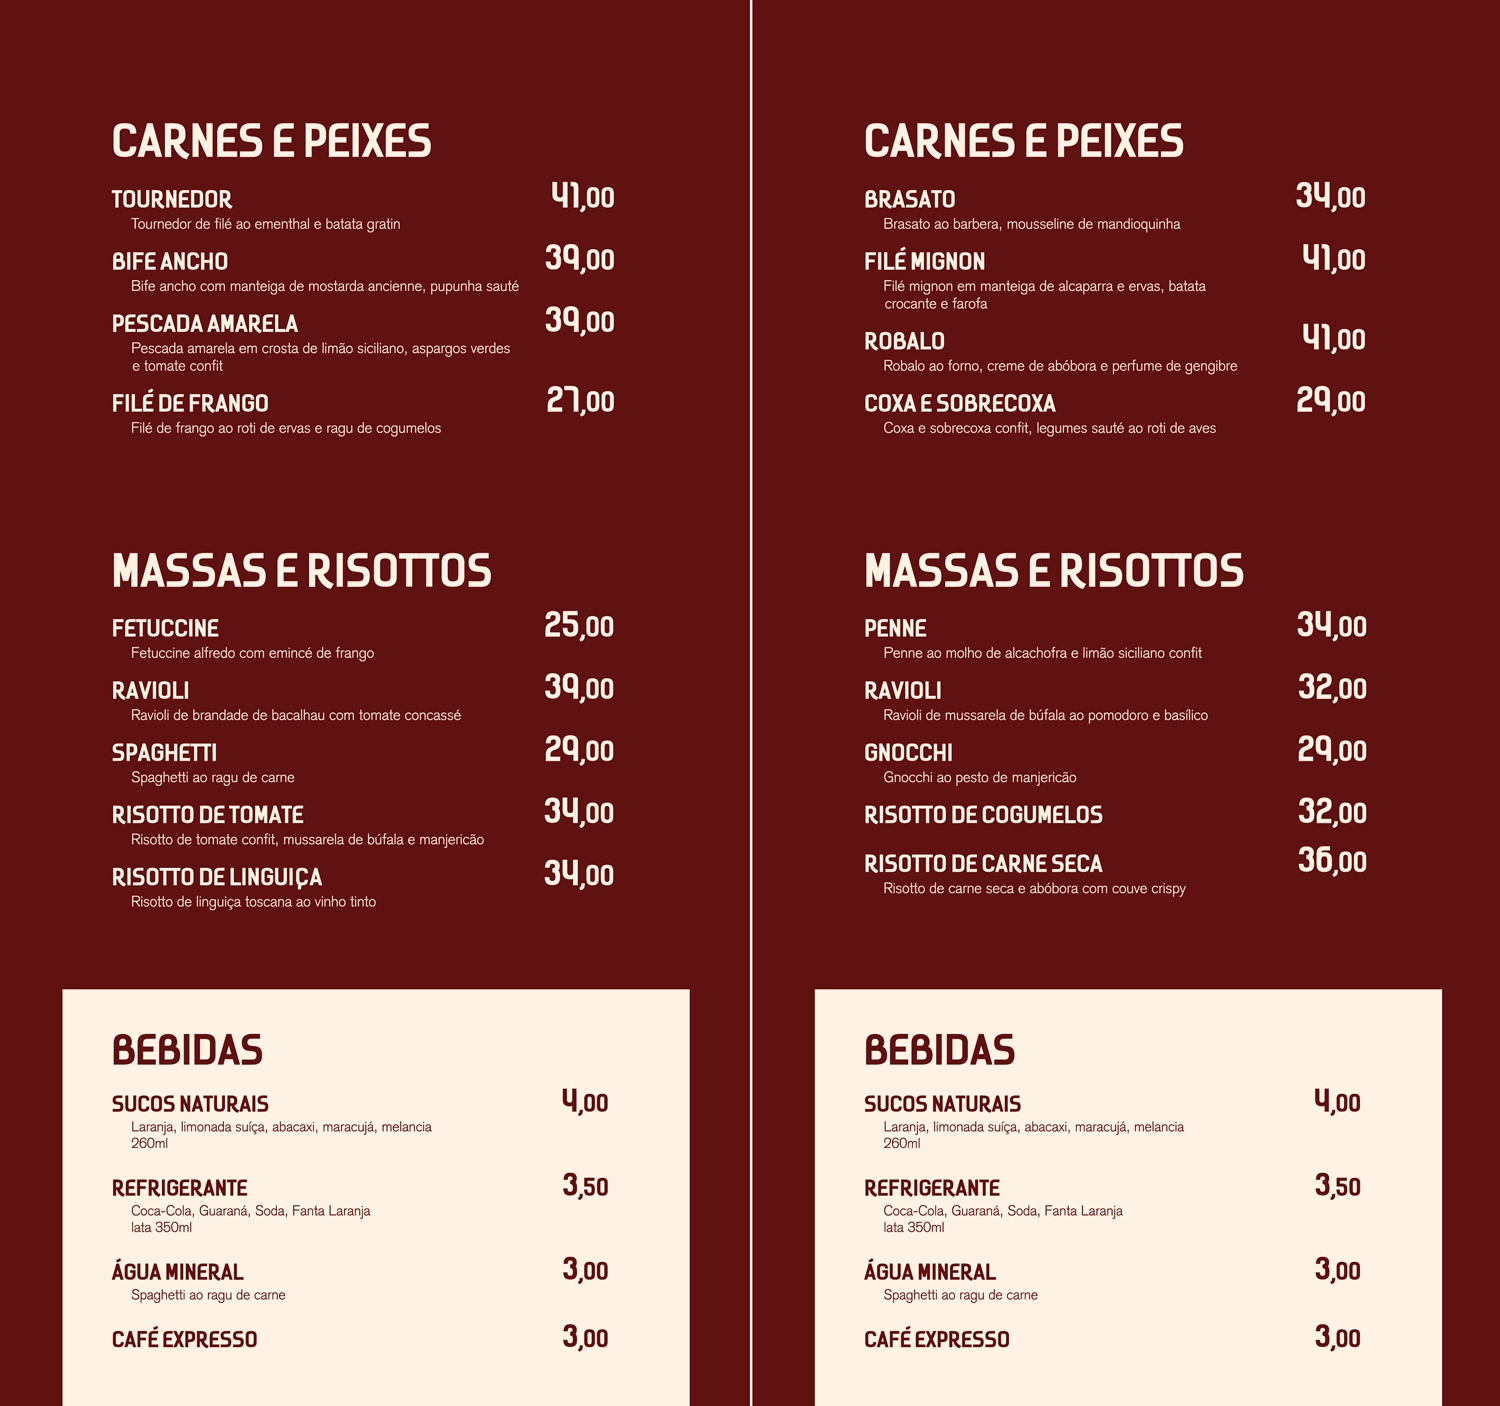 CARNES E PEIXES
TOURNEDOR 41,00
Tournedor de filé ao ementhal e batata gratin
BIFE ANCHO 39,00
Bife ancho com manteiga de mostarda ancienne, pupunha sauté
PESCADA AMARELA 39,00
Pescada amarela em crosta de limão siciliano, aspargos verdes
e tomate confit
FILÉ DE FRANGO 27,00
Filé de frango ao roti de ervas e ragu de cogumelos
MASSAS E RISOTTOS
FETUCCINE 25,00
Fetuccine alfredo com emincé de frango
RAVIOLI 39,00
Ravioli de brandade de bacalhau com tomate concassé
SPAGHETTI 29,00
Spaghetti ao ragu de carne
RISOTTO DE TOMATE 34,00
Risotto de tomate confit, mussarela de búfala e manjericão
RISOTTO DE LINGUIÇA 34,00
Risotto de linguiça toscana ao vinho tinto
BEBIDAS
SUCOS NATURAIS 4,00
Laranja, limonada suíça, abacaxi, maracujá, melancia
260ml
REFRIGERANTE 3,50
Coca-Cola, Guaraná, Soda, Fanta Laranja
lata 350ml
ÁGUA MINERAL 3,00
Spaghetti ao ragu de carne
CAFÉ EXPRESSO 3,00
CARNES E PEIXES
BRASATO 34,00
Brasato ao barbera, mousseline de mandioquinha
FILÉ MIGNON 41,00
Filé mignon em manteiga de alcaparra e ervas, batata
crocante e farofa
ROBALO 41,00
Robalo ao forno, creme de abóbora e perfume de gengibre
COXA E SOBRECOXA 29,00
Coxa e sobrecoxa confit, legumes sauté ao roti de aves
MASSAS E RISOTTOS
PENNE 34,00
Penne ao molho de alcachofra e limão siciliano confit
RAVIOLI 32,00
Ravioli de mussarela de búfala ao pomodoro e basílico
GNOCCHI 29,00
Gnocchi ao pesto de manjericão
RISOTTO DE COGUMELOS 32,00
RISOTTO DE CARNE SECA 36,00
Risotto de carne seca e abóbora com couve crispy
BEBIDAS
SUCOS NATURAIS 4,00
Laranja, limonada suíça, abacaxi, maracujá, melancia
260ml
REFRIGERANTE 3,50
Coca-Cola, Guaraná, Soda, Fanta Laranja
lata 350ml
ÁGUA MINERAL 3,00
Spaghetti ao ragu de carne
CAFÉ EXPRESSO 3,00